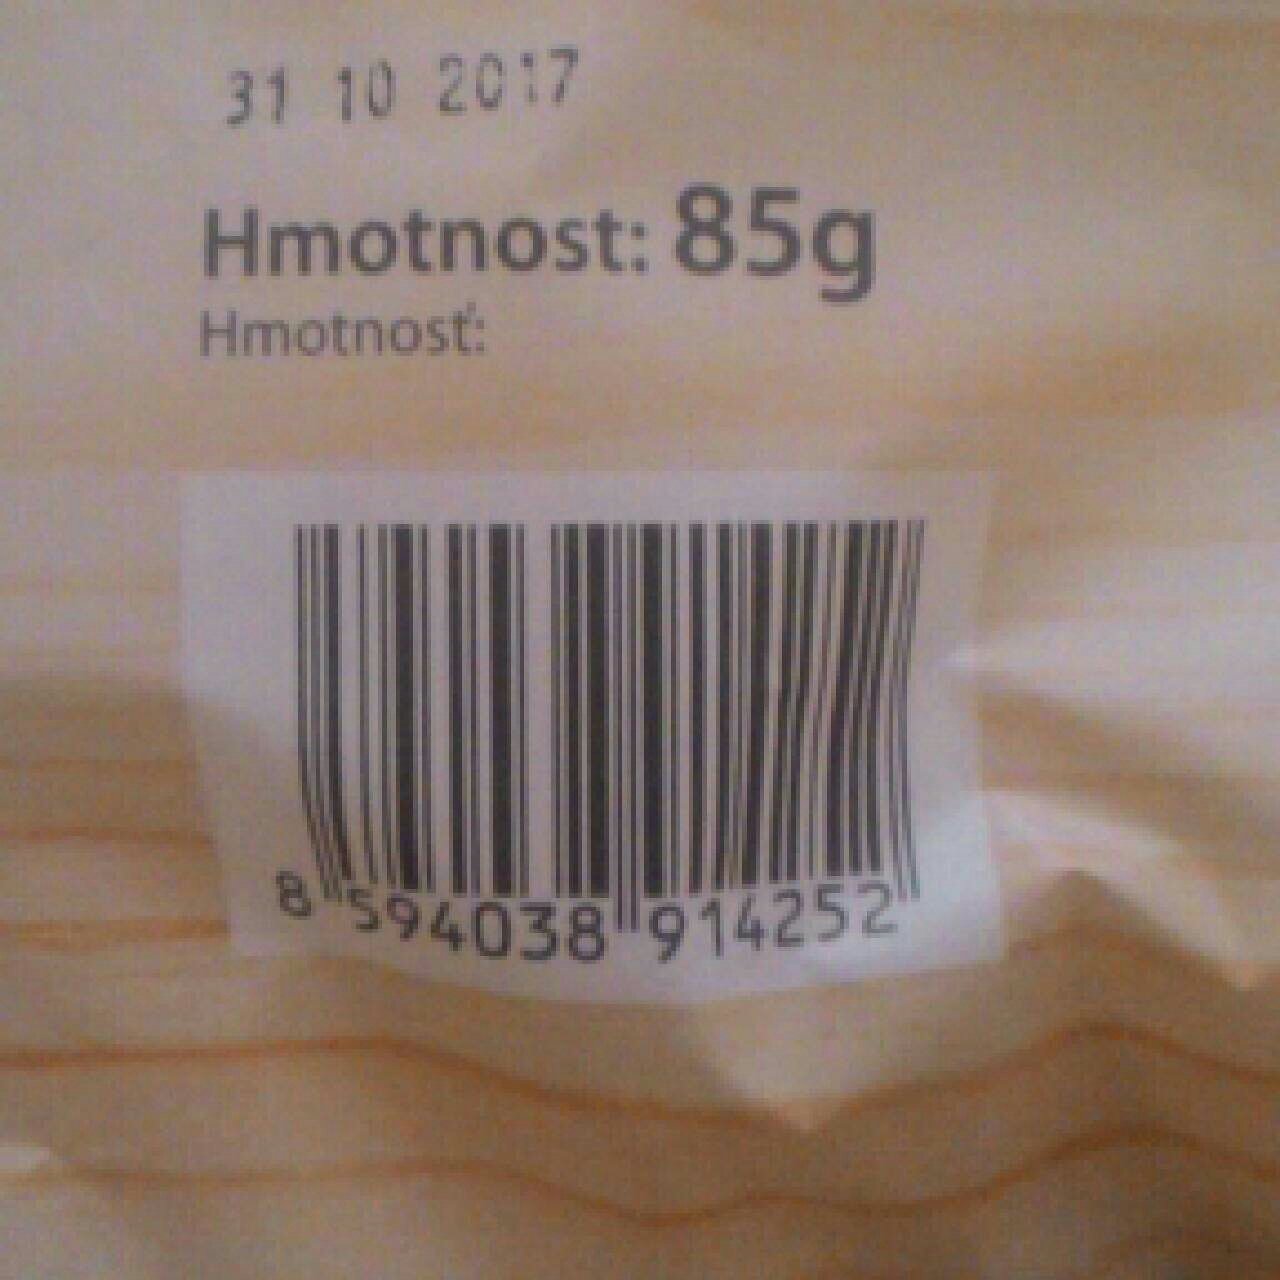 31 10 2017
Hmotnost: 85g
Hmotnosť:
8 594038 914252